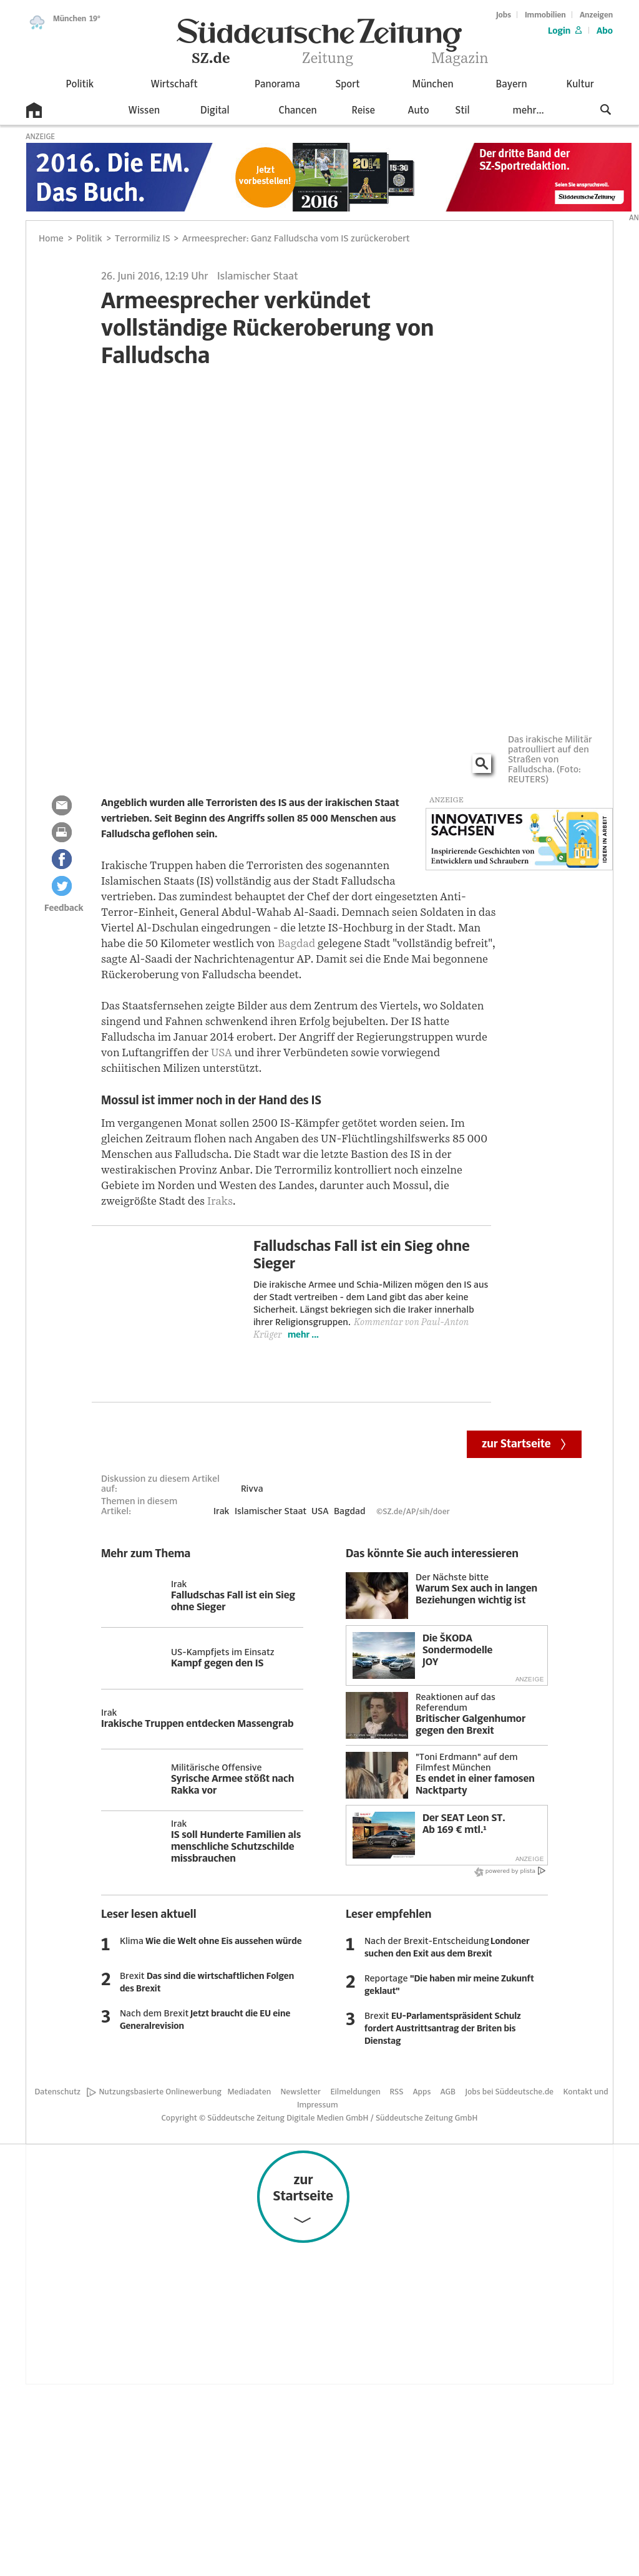 München 19°
Jobs Immobilien Anzeigen
Login Abo
Süddeutsche Zeitung
SZ.de Zeitung Magazin
Politik Wirtschaft Panorama Sport München Bayern Kultur
Wissen Digital Chancen Reise Auto Stil mehr…
ANZEIGE
2016. Die EM.
Das Buch.
Jetzt
vorbestellen!
2016
2014
Der dritte Band der
SZ-Sportredaktion.
Seien Sie anspruchsvoll.
Süddeutsche Zeitung
AN
Home > Politik > Terrormiliz IS > Armeesprecher: Ganz Falludscha vom IS zurückerobert
26. Juni 2016, 12:19 Uhr Islamischer Staat
Armeesprecher verkündet
vollständige Rückeroberung von
Falludscha
Das irakische Militär
patroulliert auf den
Straßen von
Falludscha. (Foto:
REUTERS)
Feedback
Angeblich wurden alle Terroristen des IS aus der irakischen Staat
vertrieben. Seit Beginn des Angriffs sollen 85 000 Menschen aus
Falludscha geflohen sein.
ANZEIGE
INNOVATIVES
SACHSEN
Inspirierende Geschichten von
Entwicklern und Schraubern
IDEEN IN ARBEIT
Irakische Truppen haben die Terroristen des sogenannten
Islamischen Staats (IS) vollständig aus der Stadt Falludscha
vertrieben. Das zumindest behauptet der Chef der dort eingesetzten Anti-
Terror-Einheit, General Abdul-Wahab Al-Saadi. Demnach seien Soldaten in das
Viertel Al-Dschulan eingedrungen - die letzte IS-Hochburg in der Stadt. Man
habe die 50 Kilometer westlich von Bagdad gelegene Stadt "vollständig befreit",
sagte Al-Saadi der Nachrichtenagentur AP. Damit sei die Ende Mai begonnene
Rückeroberung von Falludscha beendet.
Das Staatsfernsehen zeigte Bilder aus dem Zentrum des Viertels, wo Soldaten
singend und Fahnen schwenkend ihren Erfolg bejubelten. Der IS hatte
Falludscha im Januar 2014 erobert. Der Angriff der Regierungstruppen wurde
von Luftangriffen der USA und ihrer Verbündeten sowie vorwiegend
schiitischen Milizen unterstützt.
Mossul ist immer noch in der Hand des IS
Im vergangenen Monat sollen 2500 IS-Kämpfer getötet worden seien. Im
gleichen Zeitraum flohen nach Angaben des UN-Flüchtlingshilfswerks 85 000
Menschen aus Falludscha. Die Stadt war die letzte Bastion des IS in der
westirakischen Provinz Anbar. Die Terrormiliz kontrolliert noch einzelne
Gebiete im Norden und Westen des Landes, darunter auch Mossul, die
zweigrößte Stadt des Iraks.
Falludschas Fall ist ein Sieg ohne
Sieger
Die irakische Armee und Schia-Milizen mögen den IS aus
der Stadt vertreiben - dem Land gibt das aber keine
Sicherheit. Längst bekriegen sich die Iraker innerhalb
ihrer Religionsgruppen. Kommentar von Paul-Anton
Krüger mehr ...
zur Startseite
Diskussion zu diesem Artikel
auf: Rivva
Themen in diesem
Artikel: Irak Islamischer Staat USA Bagdad ©SZ.de/AP/sih/doer
Mehr zum Thema
Irak
Falludschas Fall ist ein Sieg
ohne Sieger
US-Kampfjets im Einsatz
Kampf gegen den IS
Irak
Irakische Truppen entdecken Massengrab
Militärische Offensive
Syrische Armee stößt nach
Rakka vor
Irak
IS soll Hunderte Familien als
menschliche Schutzschilde
missbrauchen
Das könnte Sie auch interessieren
Der Nächste bitte
Warum Sex auch in langen
Beziehungen wichtig ist
Die ŠKODA
Sondermodelle
JOY
ANZEIGE
Reaktionen auf das
Referendum
Britischer Galgenhumor
gegen den Brexit
"Toni Erdmann" auf dem
Filmfest München
Es endet in einer famosen
Nacktparty
Der SEAT Leon ST.
Ab 169 € mtl.¹
ANZEIGE
powered by plista
Leser lesen aktuell
1 Klima Wie die Welt ohne Eis aussehen würde
2 Brexit Das sind die wirtschaftlichen Folgen
des Brexit
3 Nach dem Brexit Jetzt braucht die EU eine
Generalrevision
Leser empfehlen
1 Nach der Brexit-Entscheidung Londoner
suchen den Exit aus dem Brexit
2 Reportage "Die haben mir meine Zukunft
geklaut"
3 Brexit EU-Parlamentspräsident Schulz
fordert Austrittsantrag der Briten bis
Dienstag
Datenschutz Nutzungsbasierte Onlinewerbung Mediadaten Newsletter Eilmeldungen RSS Apps AGB Jobs bei Süddeutsche.de Kontakt und
Impressum
Copyright © Süddeutsche Zeitung Digitale Medien GmbH / Süddeutsche Zeitung GmbH
zur
Startseite